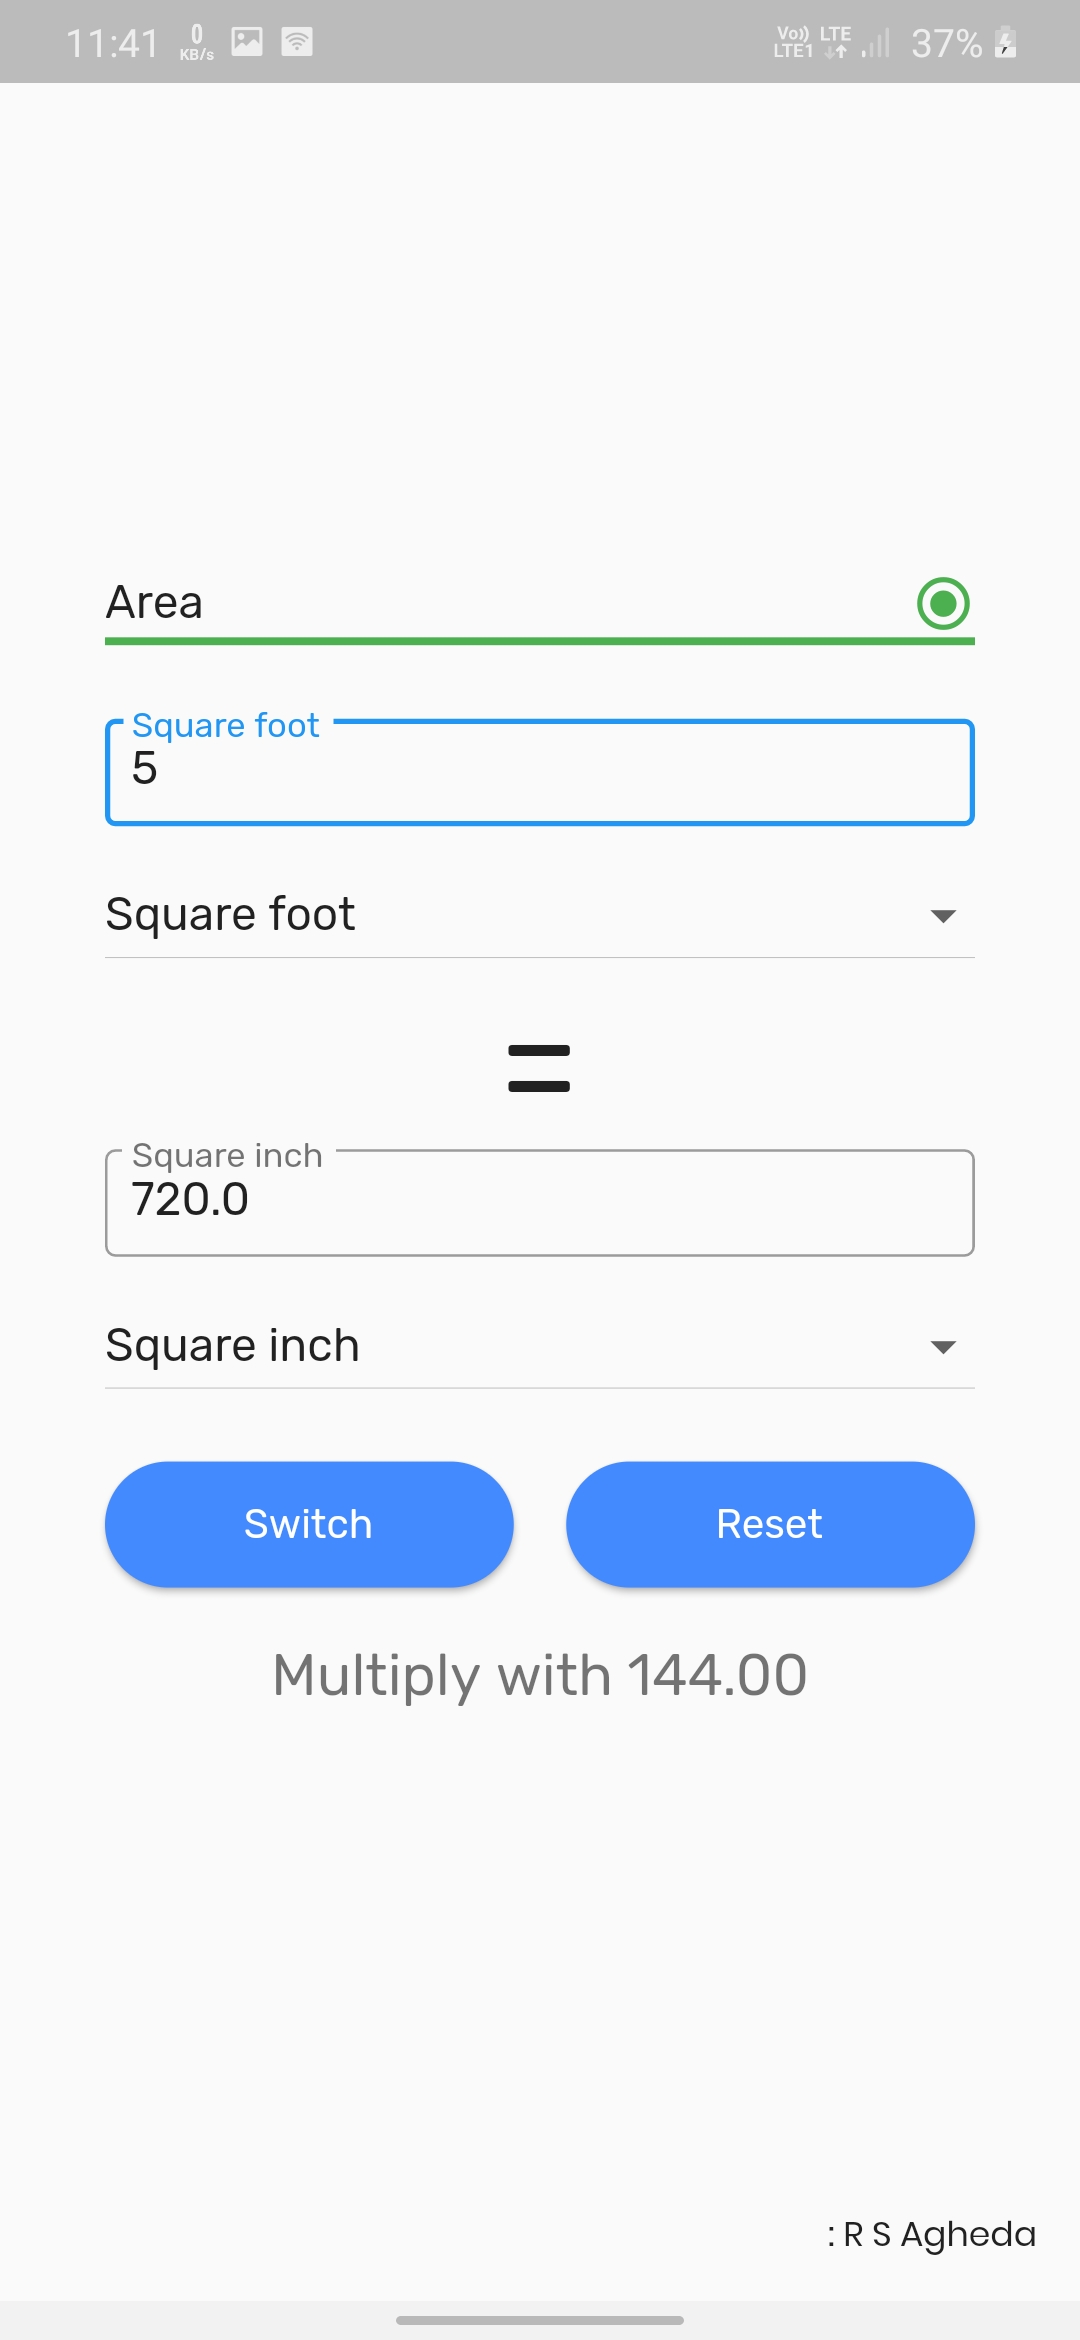 11:41 0 KB/s Vo)) LTE1 LTE 37%
Area
Square foot
5
Square foot
=
Square inch
720.0
Square inch
Switch Reset
Multiply with 144.00
: R S Agheda